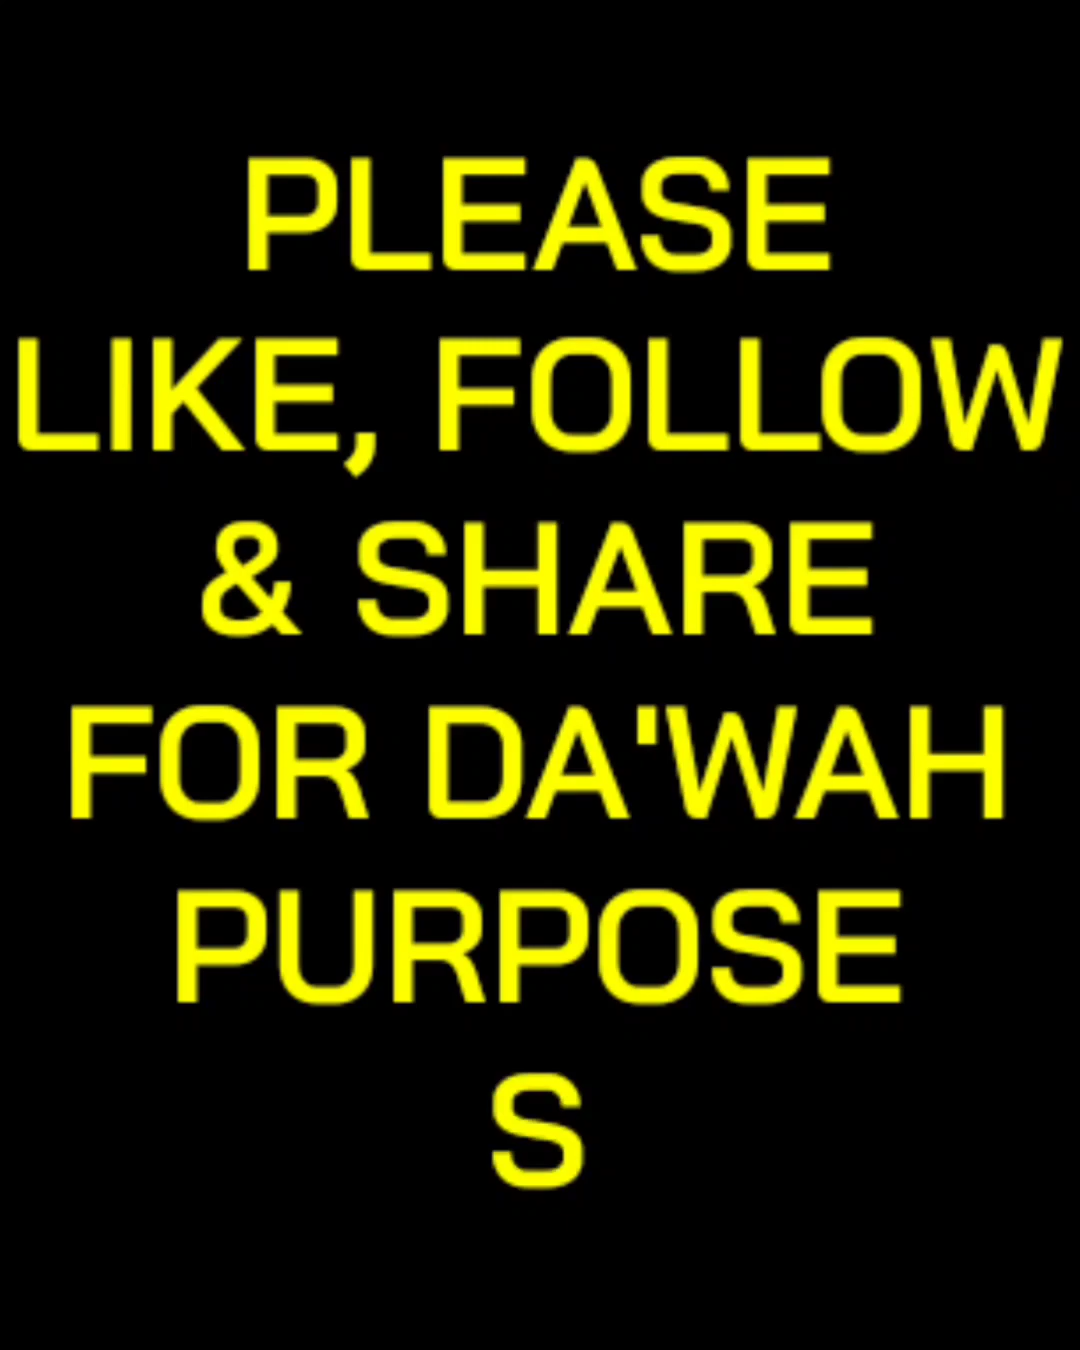 PLEASE
LIKE, FOLLOW
& SHARE
FOR DA'WAH
PURPOSE
S